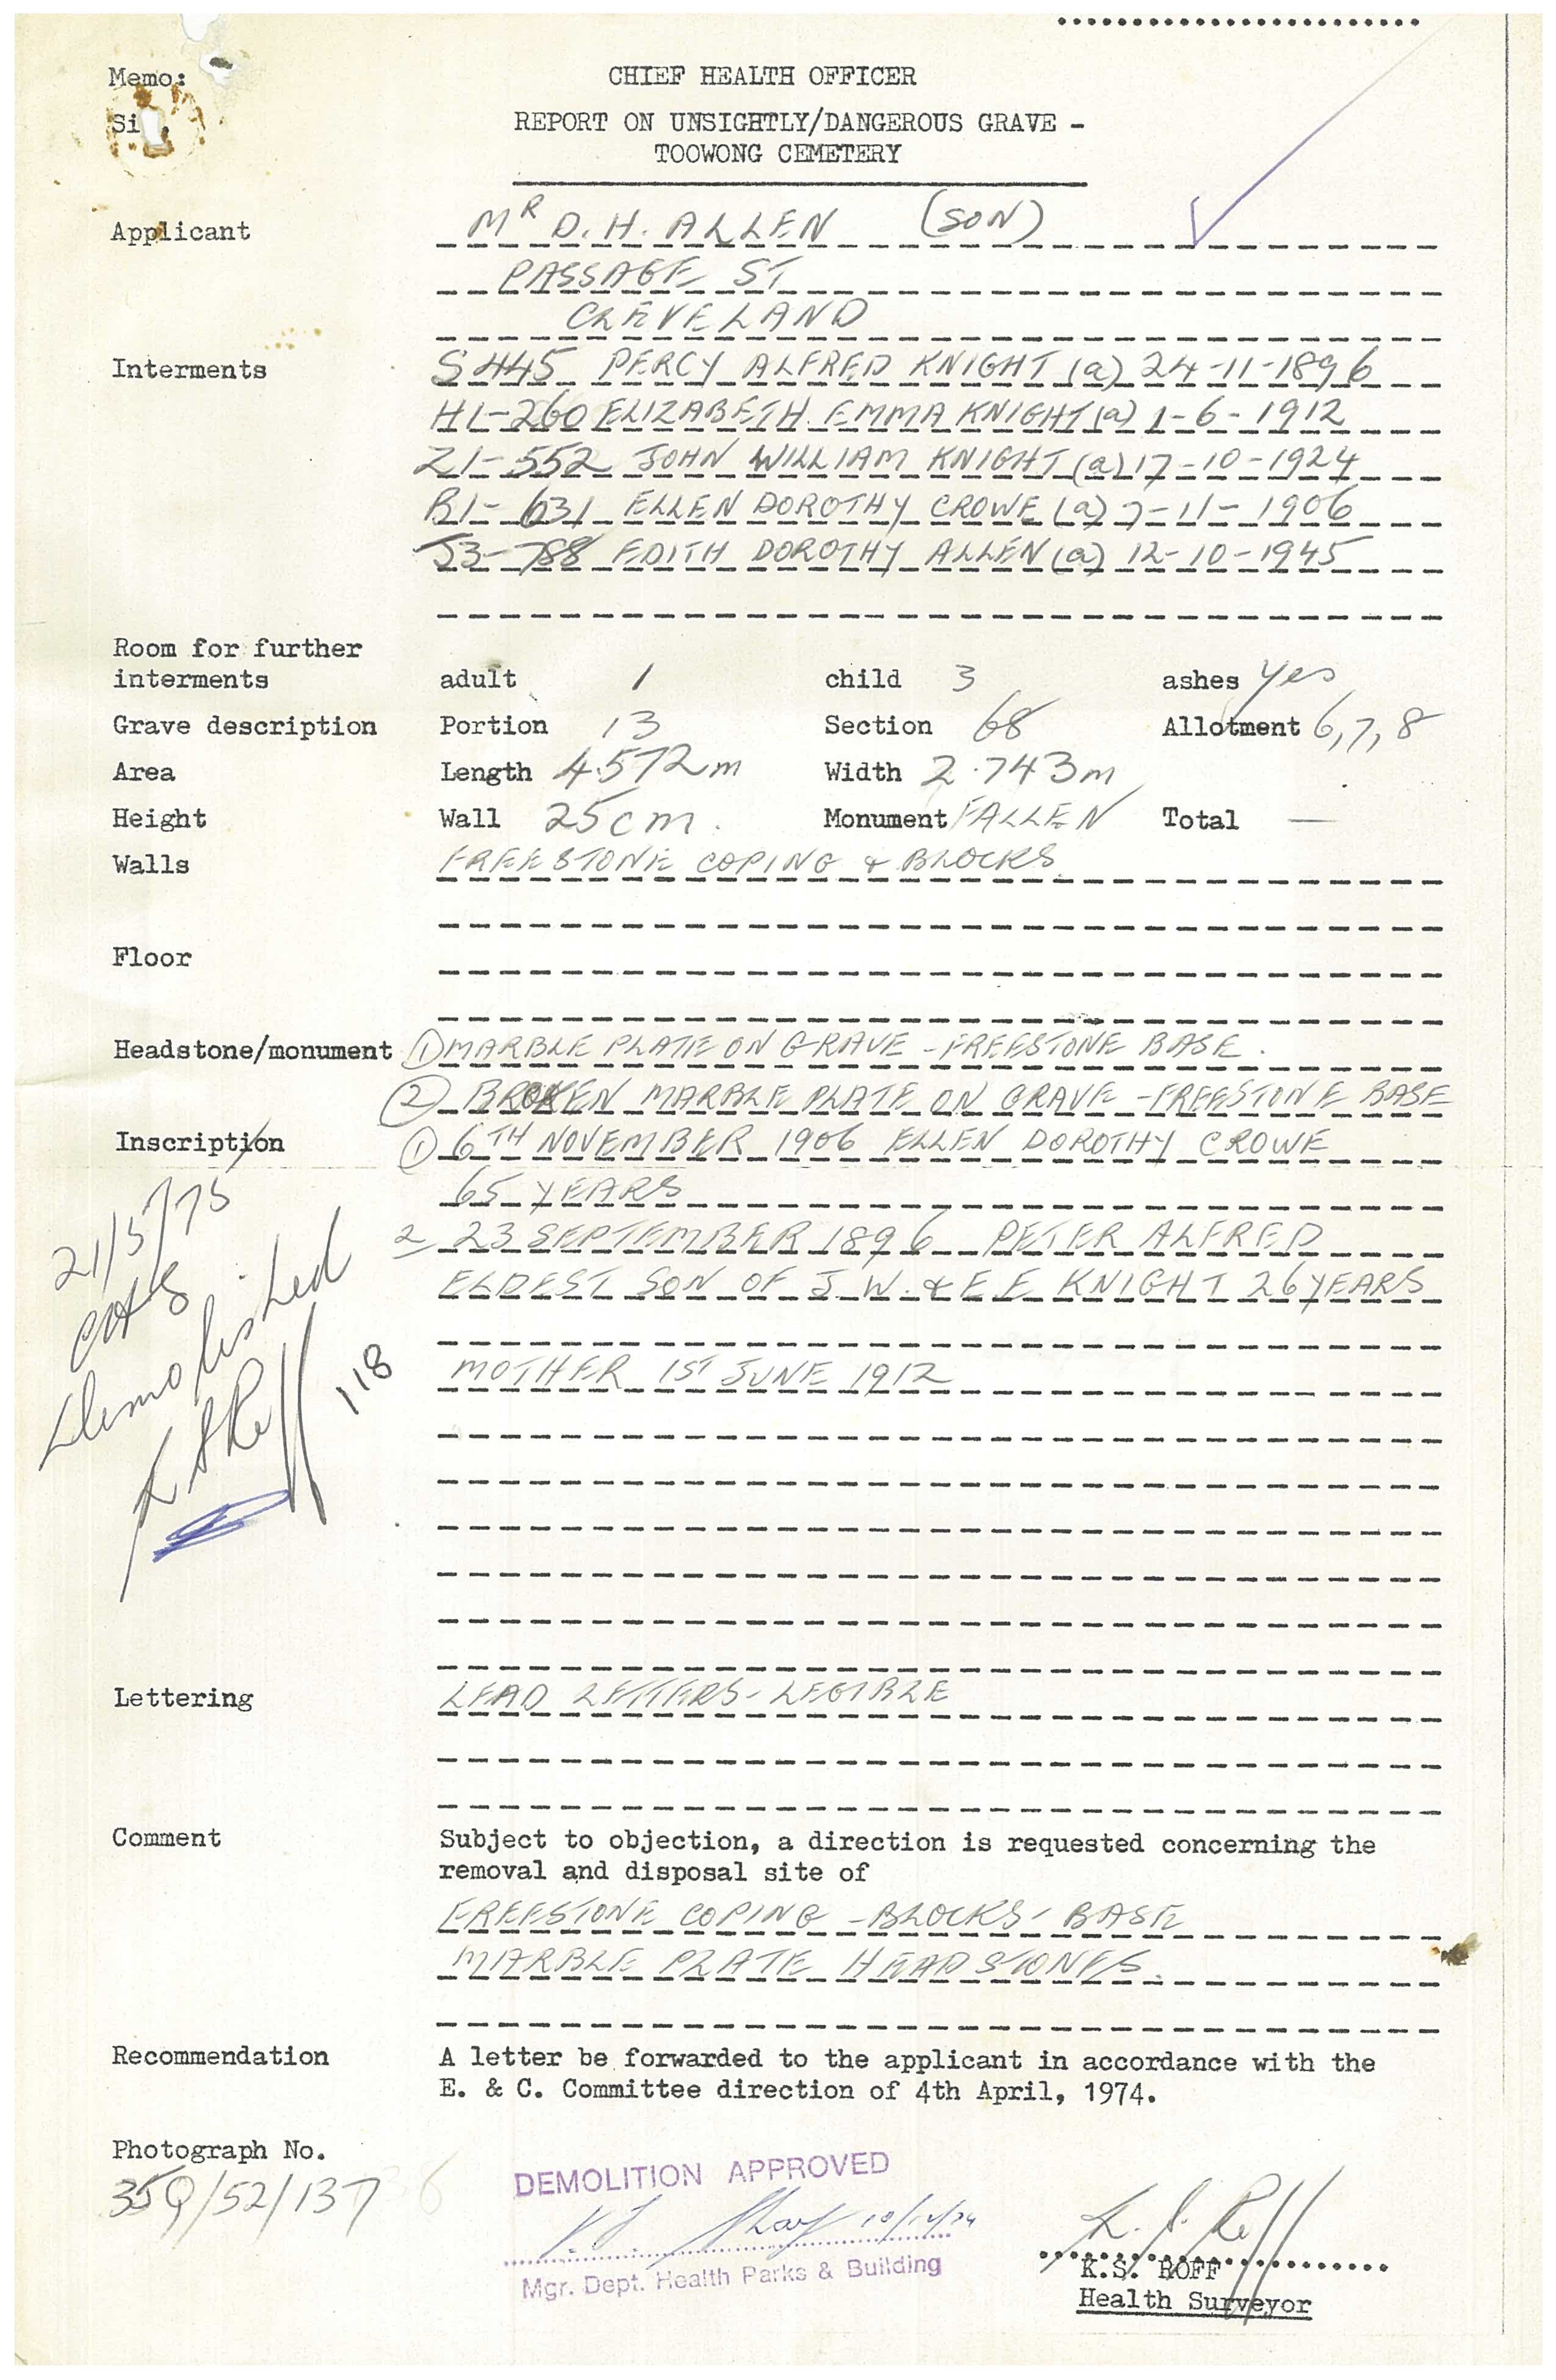 Memo: CHIEF HEALTH OFFICER
REPORT ON UNSIGHTLY/DANGEROUS GRAVE -
TOOWONG CEMETERY
Applicant MR D. H. ALLEN (SON)
PASSAGE ST
CLEVELAND
Interments S445 PERCY ALFRED KNIGHT (a) 24-11-1896
H1-260 ELIZABETH EMMA KNIGHT (a) 1-6-1912
Z1-552 JOHN WILLIAM KNIGHT (a) 17-10-1924
B1-631 ELLEN DOROTHY CROWE (a) 7-11-1906
J3-788 EDITH DOROTHY ALLEN (a) 12-10-1945
Room for further
interments adult 1 child 3 ashes yes
Grave description Portion 13 Section 68 Allotment 6,7,8
Area Length 4.572m Width 2.743m
Height Wall 25cm. Monument FALLEN Total —
Walls FREESTONE COPING & BLOCKS
Floor
Headstone/monument ① MARBLE PLATE ON GRAVE - FREESTONE BASE.
② BROKEN MARBLE PLATE ON GRAVE - FREESTONE BASE
Inscription ① 6TH NOVEMBER 1906 ELLEN DOROTHY CROWE
65 YEARS
2 23 SEPTEMBER 1896 PETER ALFRED
ELDEST SON OF J. W. & E E KNIGHT 26 YEARS
MOTHER 1ST JUNE 1912
21/5/75
Demolished
118
Lettering LEAD LETTERS - LEGIBLE
Comment Subject to objection, a direction is requested concerning the
removal and disposal site of
FREESTONE COPING - BLOCKS - BASE
MARBLE PLATE HEADSTONES.
Recommendation A letter be forwarded to the applicant in accordance with the
E. & C. Committee direction of 4th April, 1974.
Photograph No.
35Q/52/137
DEMOLITION APPROVED
10/12/74
Mgr. Dept. Health Parks & Building
K.S. ROFF
Health Surveyor